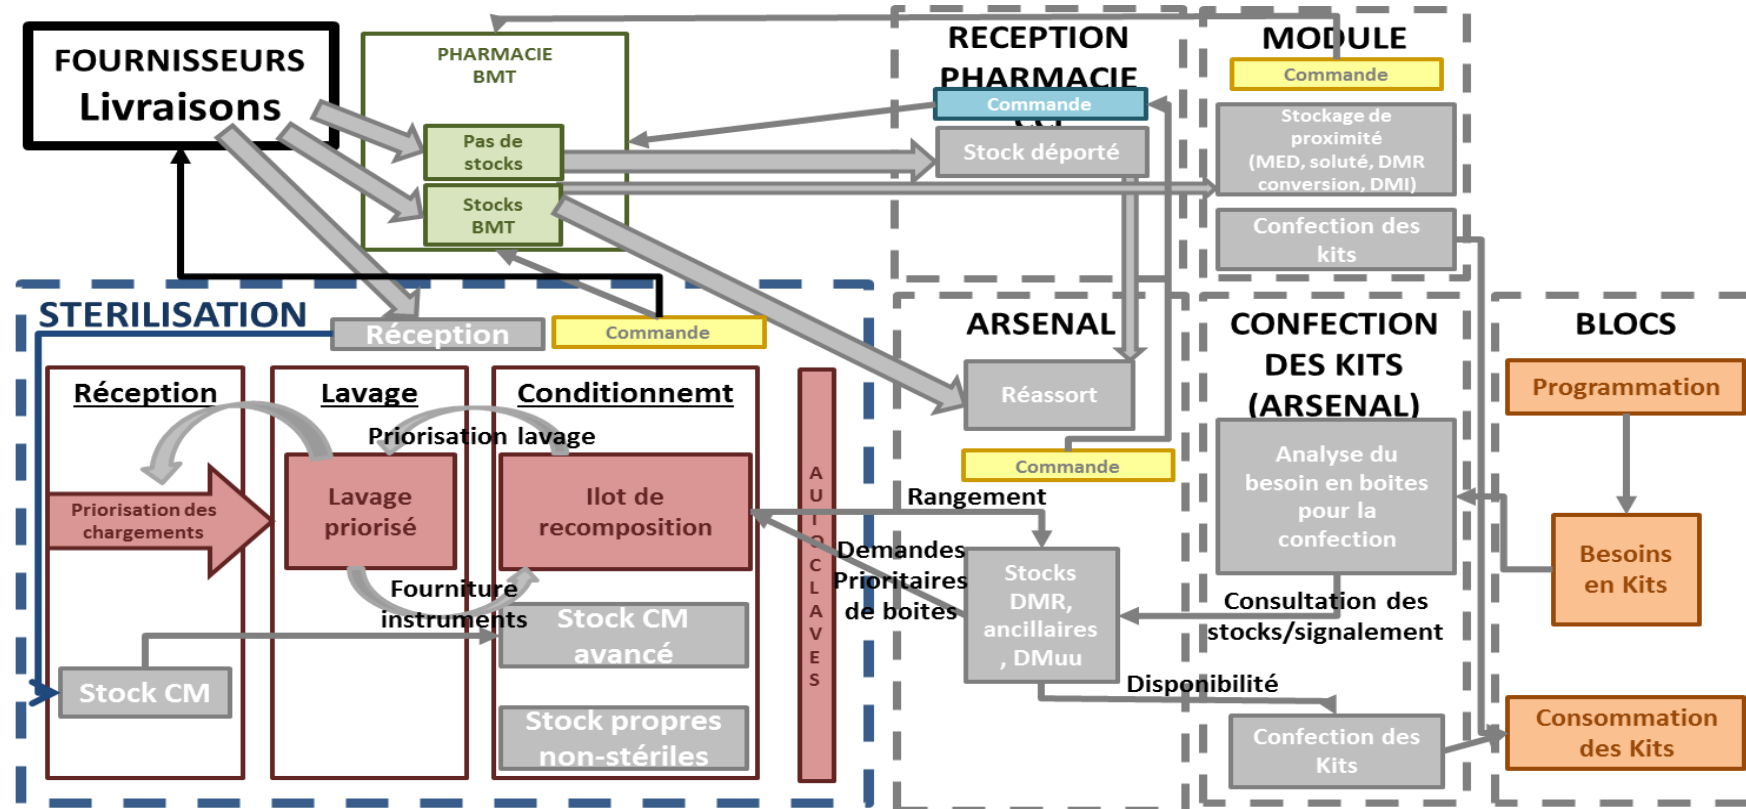 FOURNISSEURS
Livraisons
PHARMACIE
BMT
Pas de
stocks
Stocks
BMT
RECEPTION
PHARMACIE
Commande
Stock déporté
MODULE
Commande
Stockage de
proximité
(MED, soluté, DMR
conversion, DMI)
Confection des
kits
STERILISATION
Réception
Commande
Réception
Lavage
Conditionnemt
Priorisation lavage
Priorisation des
chargements
Lavage
priorisé
Ilot de
recomposition
Fourniture
instruments
Stock CM
Stock CM
avancé
Stock propres
non-stériles
AUTOCLAVES
ARSENAL
Réassort
Commande
Rangement
Demandes
Prioritaires
de boites
Stocks
DMR,
ancillaires
, DMuu
Disponibilité
CONFECTION
DES KITS
(ARSENAL)
Analyse du
besoin en boites
pour la
confection
Consultation des
stocks/signalement
Confection des
Kits
BLOCS
Programmation
Besoins
en Kits
Consommation
des Kits